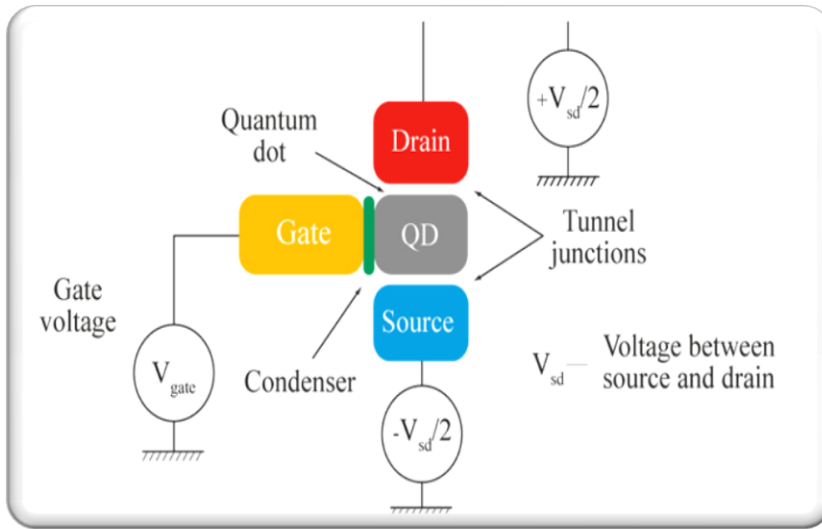 +V_sd/2
Quantum
dot
Drain
Gate
QD
Tunnel
junctions
Gate
voltage
Source
V_gate
Condenser
V_sd — Voltage between
source and drain
-V_sd/2